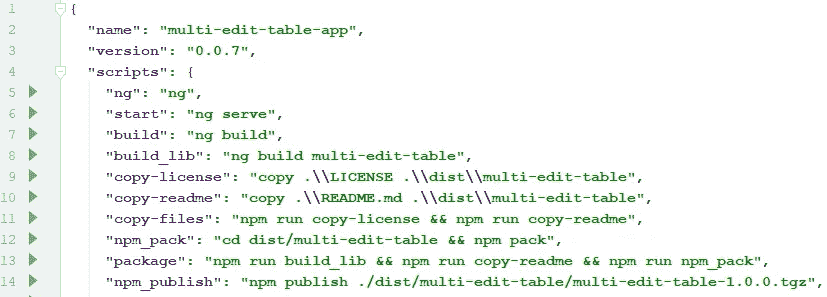 1 {
2 "name": "multi-edit-table-app",
3 "version": "0.0.7",
4 "scripts": {
5 "ng": "ng",
6 "start": "ng serve",
7 "build": "ng build",
8 "build_lib": "ng build multi-edit-table",
9 "copy-license": "copy .\\LICENSE .\\dist\\multi-edit-table",
10 "copy-readme": "copy .\\README.md .\\dist\\multi-edit-table",
11 "copy-files": "npm run copy-license && npm run copy-readme",
12 "npm_pack": "cd dist/multi-edit-table && npm pack",
13 "package": "npm run build_lib && npm run copy-readme && npm run npm_pack",
14 "npm_publish": "npm publish ./dist/multi-edit-table/multi-edit-table-1.0.0.tgz",